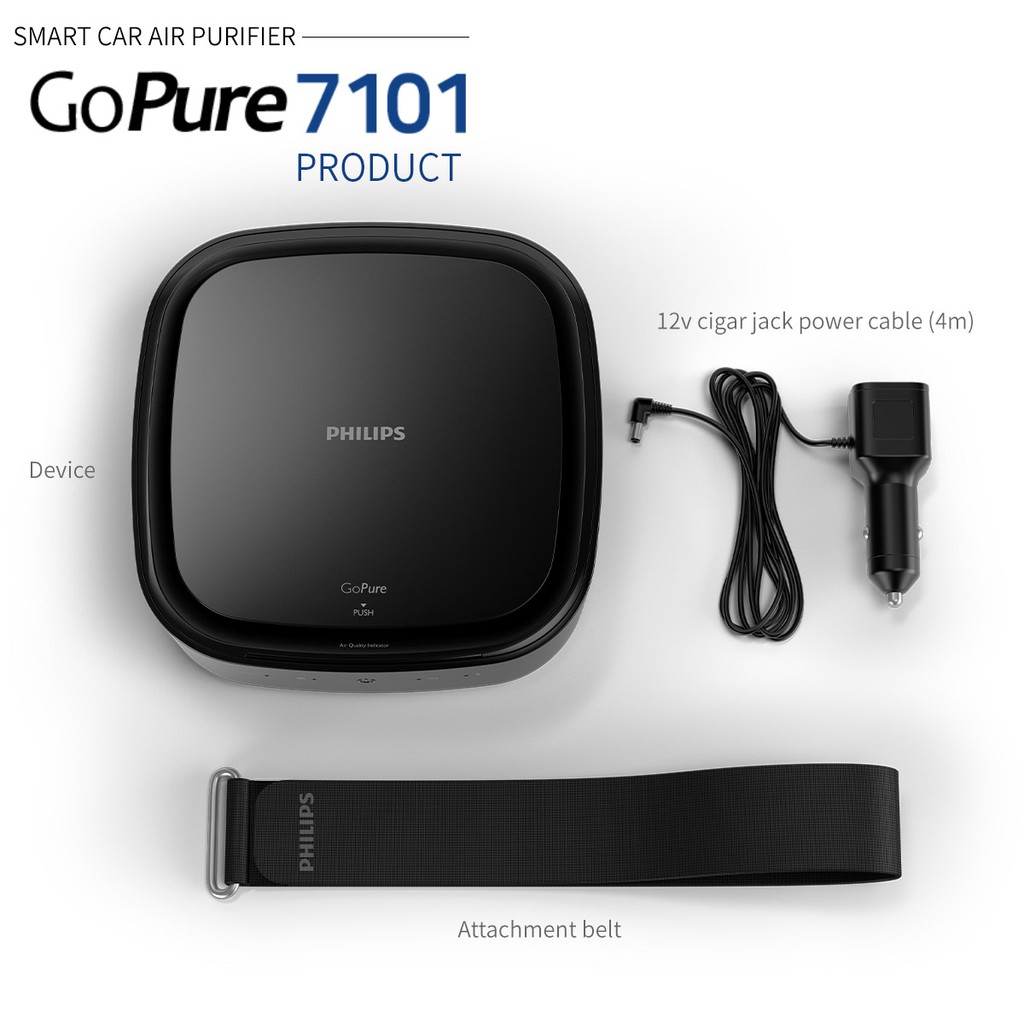 SMART CAR AIR PURIFIER
GoPure 7101
PRODUCT
12v cigar jack power cable (4m)
PHILIPS
Device
GoPure
PUSH
Air Quality Indicator
PHILIPS
Attachment belt